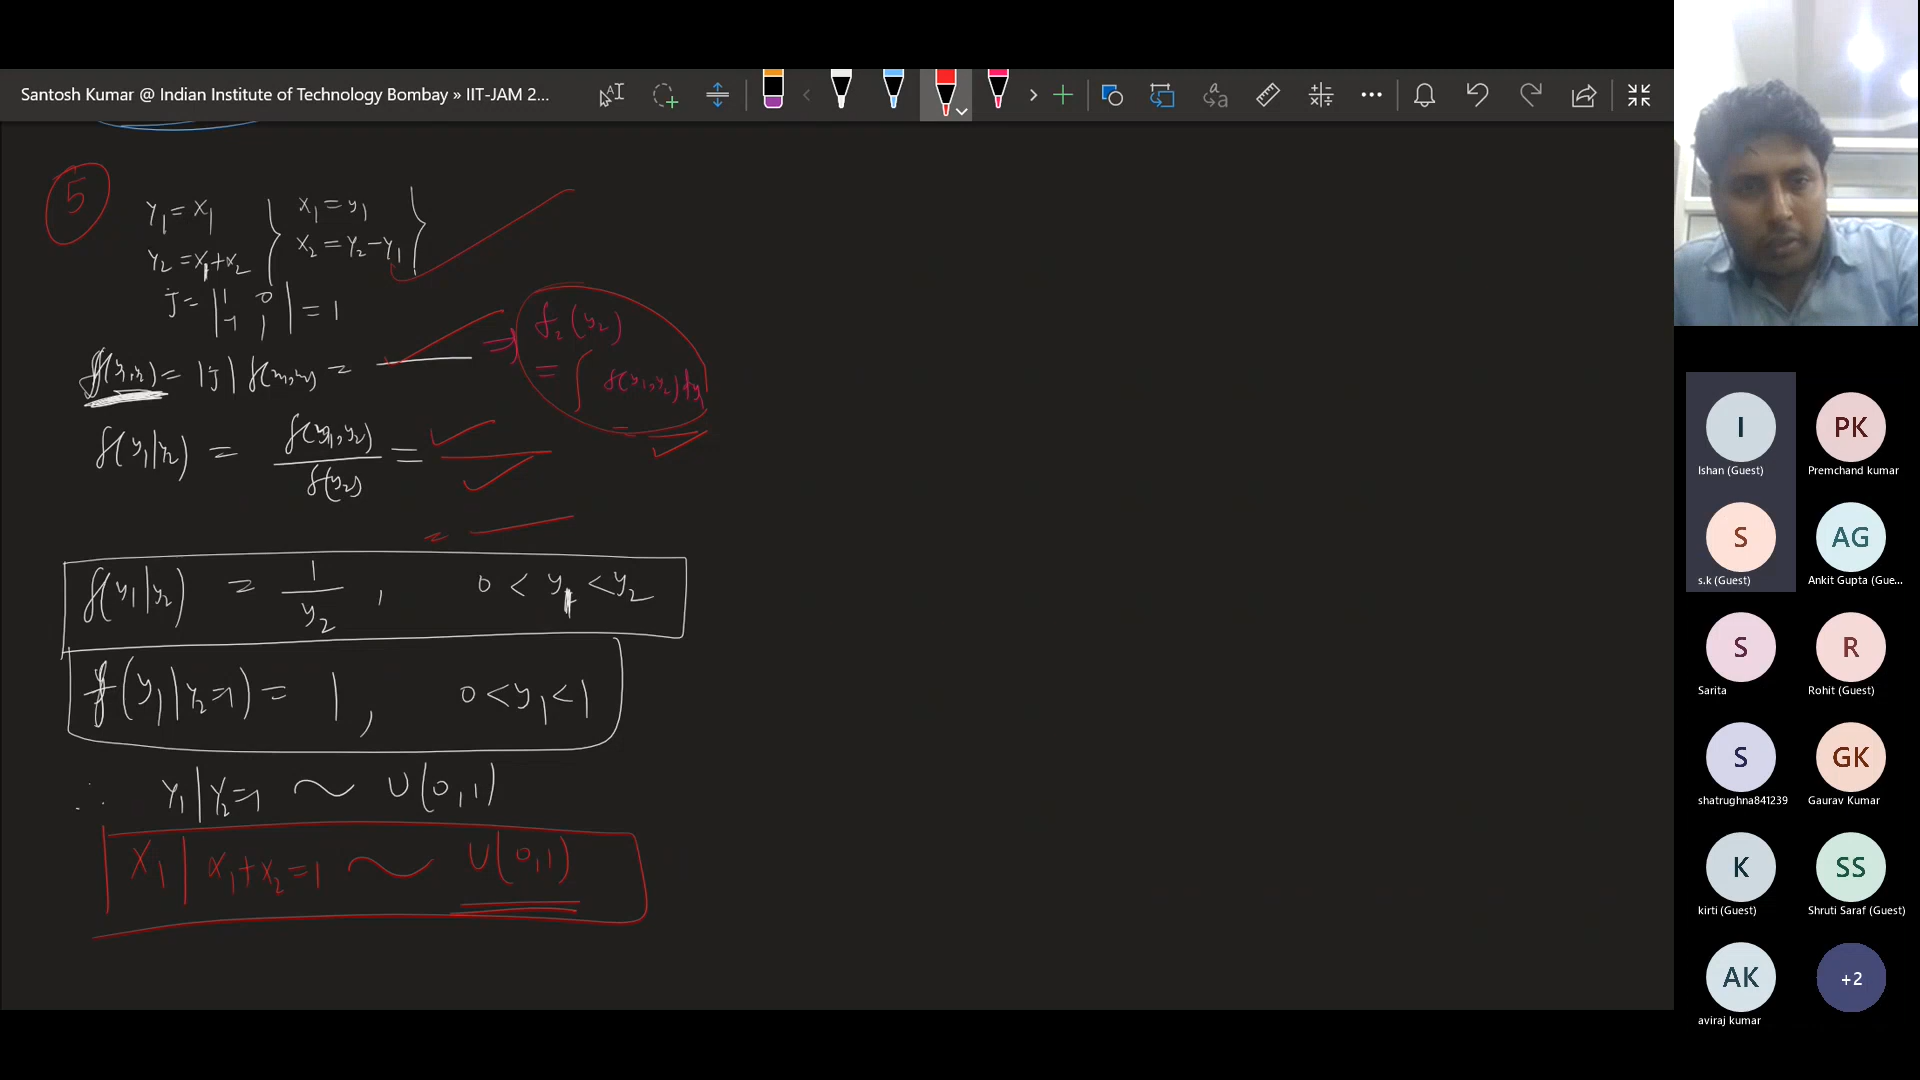 Santosh Kumar @ Indian Institute of Technology Bombay » IIT-JAM 2...
5
Y1 = X1
Y2 = X1+X2
X1 = y1
X2 = Y2-Y1
J = | 1 0 | = 1
-1 1
f(y1,y2) = |J| f(x1,x2) =
⇒ f2(y2)
= ∫ f(y1,y2) dy1
f(y1|y2) = f(y1,y2) =
f(y2)
=
f(y1|y2) = 1/y2 , 0 < y1 < y2
f(y1|y2=1) = 1, 0<y1<1
∴ Y1|Y2=1 ~ U(0,1)
X1 | X1+X2=1 ~ U(0,1)
I
Ishan (Guest)
PK
Premchand kumar
S
s.k (Guest)
AG
Ankit Gupta (Gue...
S
Sarita
R
Rohit (Guest)
S
shatrughna841239
GK
Gaurav Kumar
K
kirti (Guest)
SS
Shruti Saraf (Guest)
AK
aviraj kumar
+2